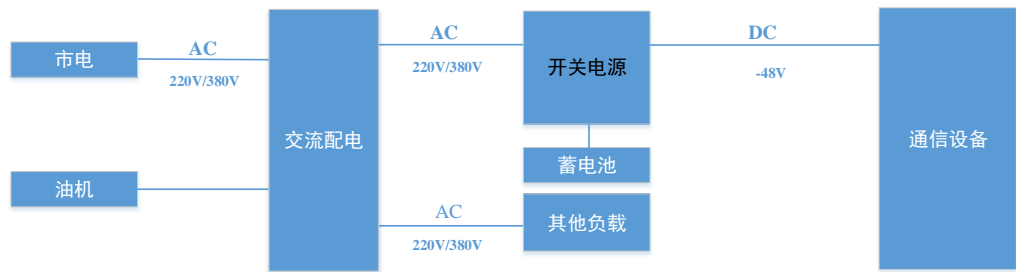 市电
AC
220V/380V
油机
交流配电
AC
220V/380V
开关电源
蓄电池
AC
220V/380V
其他负载
DC
-48V
通信设备